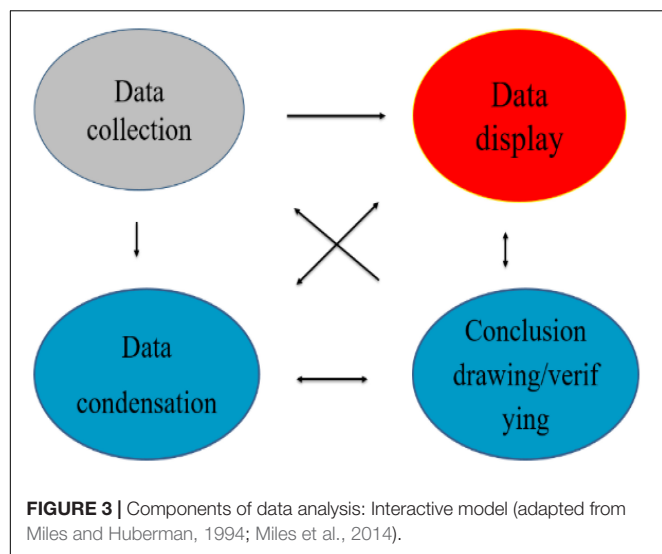 Data
collection
Data
display
Data
condensation
Conclusion
drawing/verif
ying
FIGURE 3 | Components of data analysis: Interactive model (adapted from
Miles and Huberman, 1994; Miles et al., 2014).